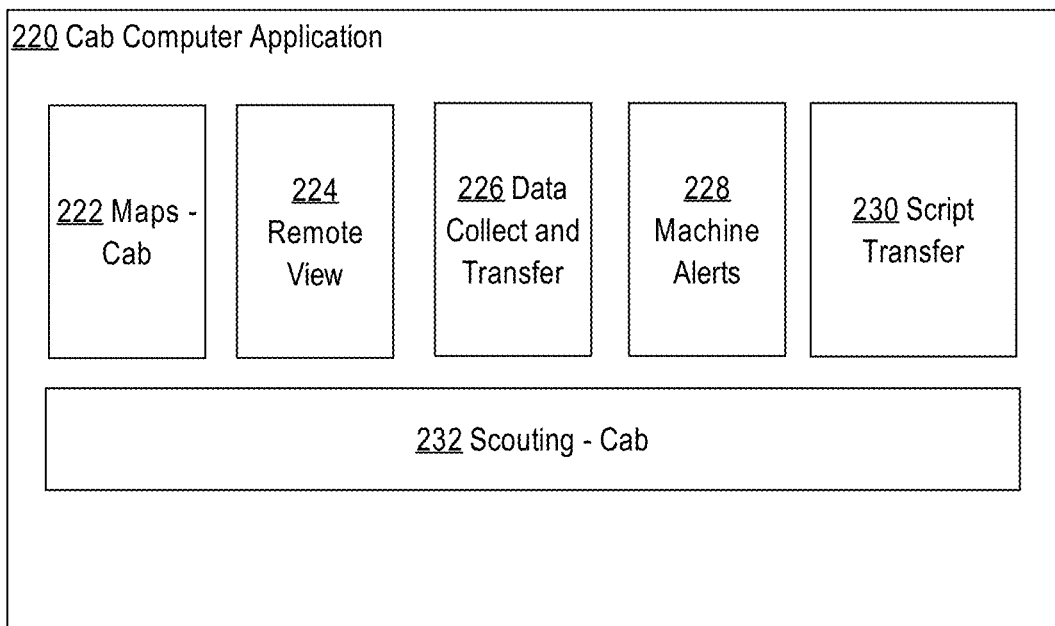 220 Cab Computer Application
222 Maps -
Cab
224
Remote
View
226 Data
Collect and
Transfer
228
Machine
Alerts
230 Script
Transfer
232 Scouting - Cab